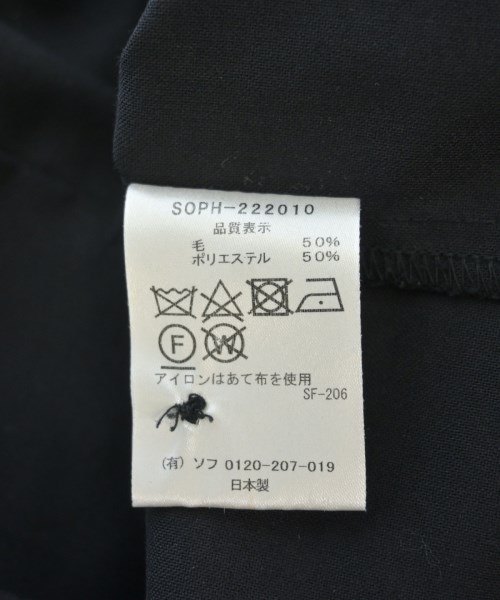 SOPH-222010
品質表示
毛 50%
ポリエステル 50%
F W
アイロンはあて布を使用
SF-206
(有) ソフ 0120-207-019
日本製